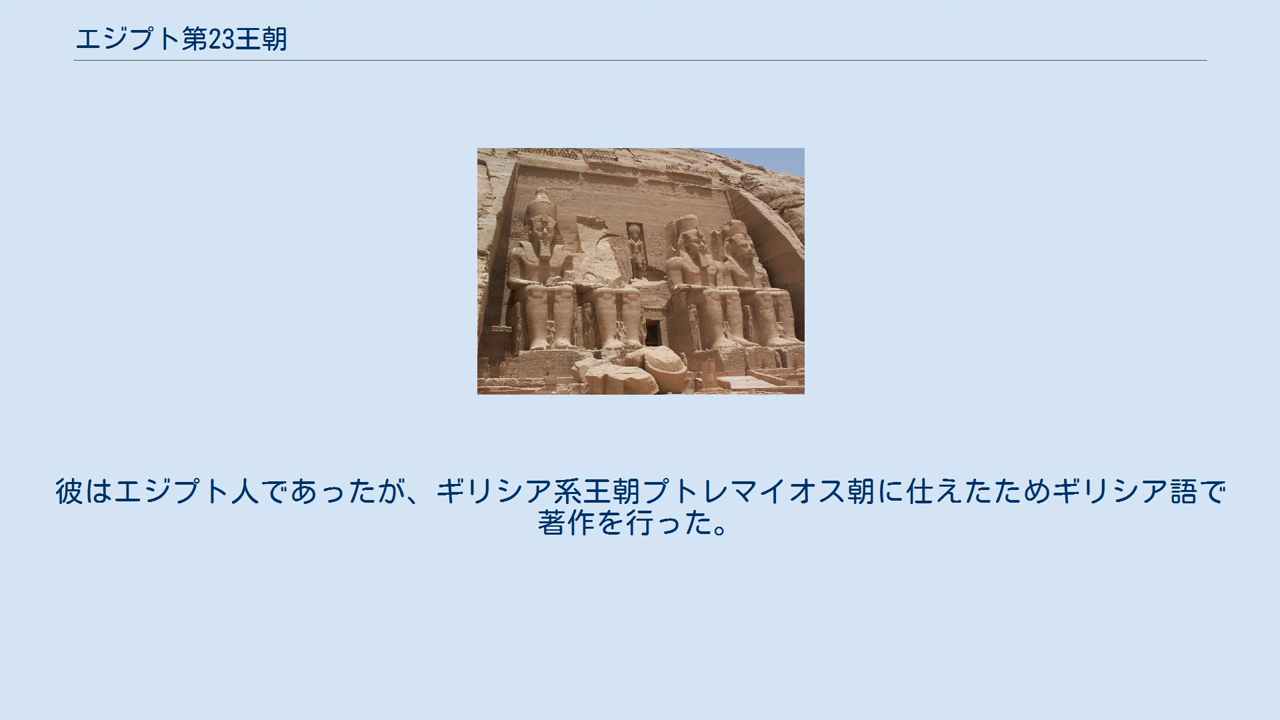 エジプト第23王朝
彼はエジプト人であったが、ギリシア系王朝プトレマイオス朝に仕えたためギリシア語で
著作を行った。